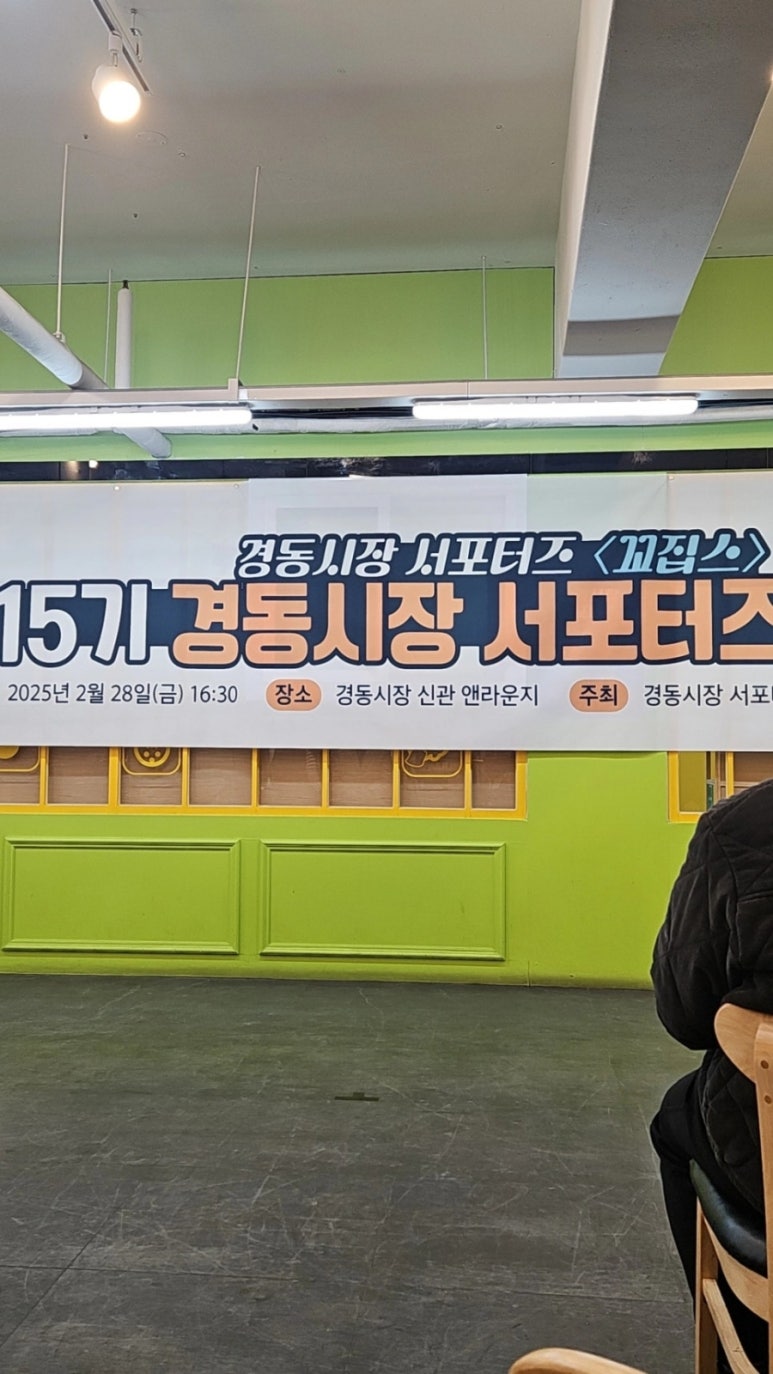 경동시장 서포터즈 <꼬집스>
15기 경동시장 서포터즈
2025년 2월 28일(금) 16:30 장소 경동시장 신관 앤라운지 주최 경동시장 서포